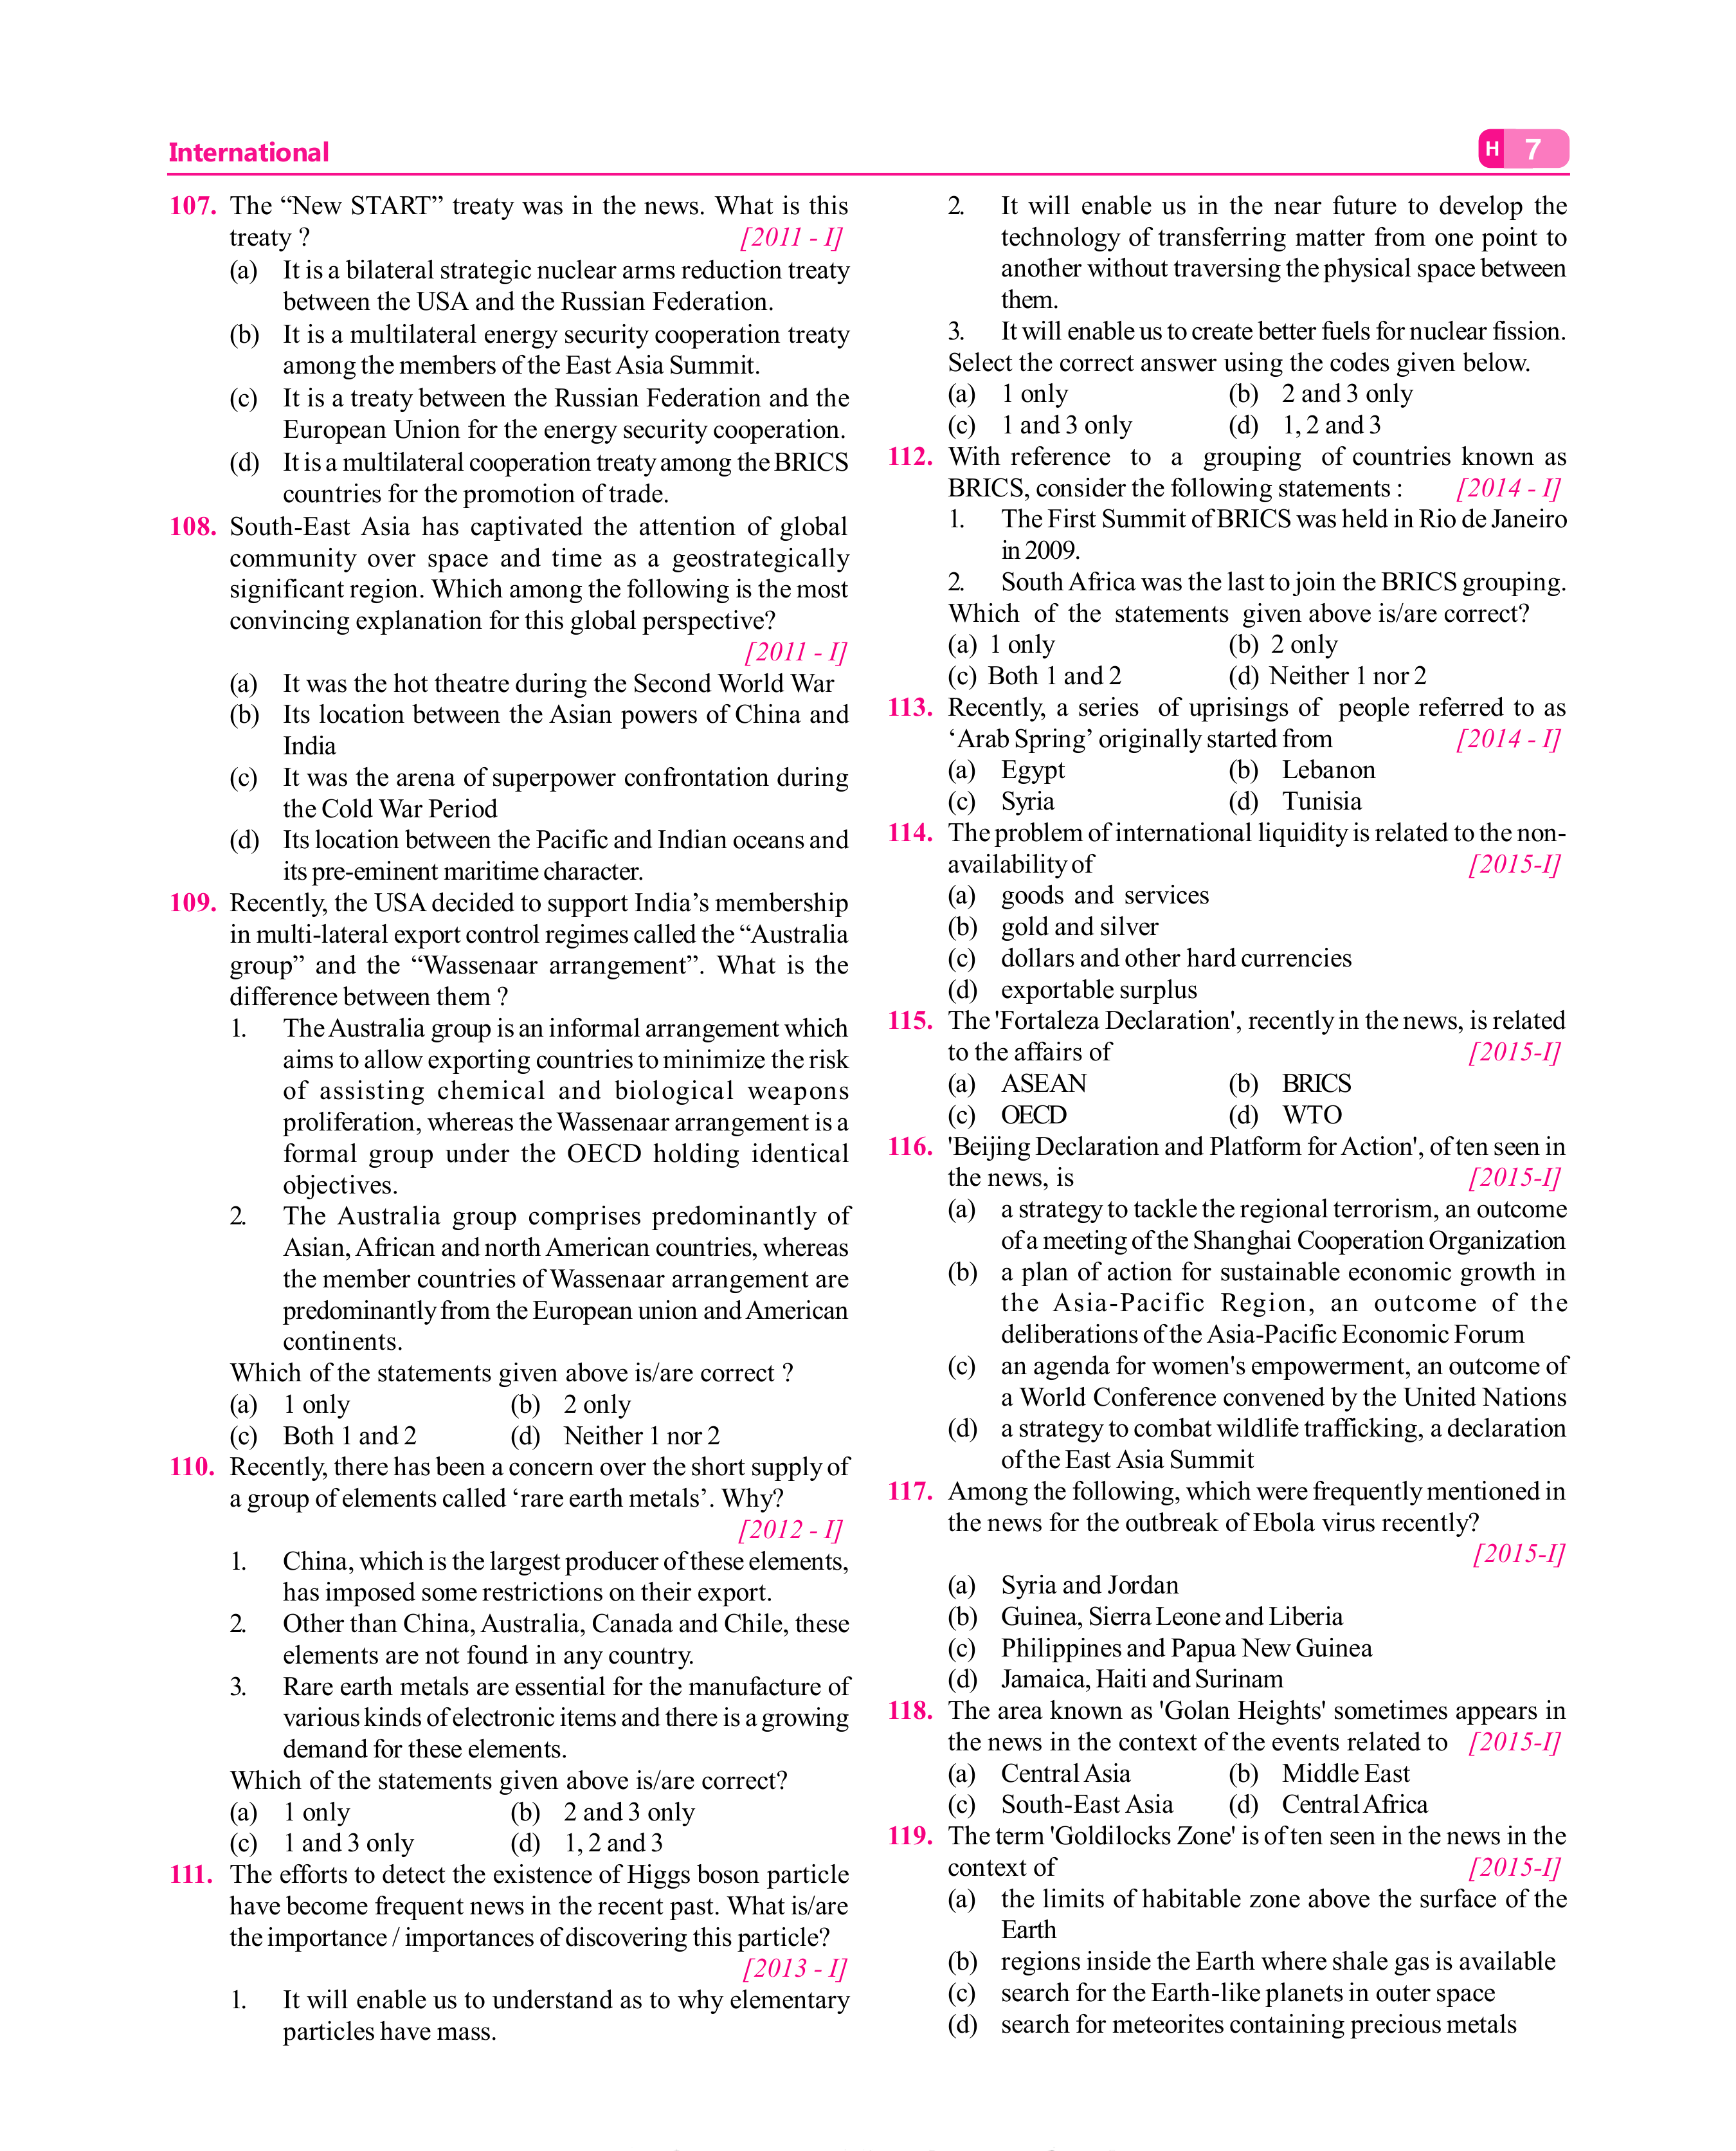 International
H 7
107. The “New START” treaty was in the news. What is this
treaty ? [2011 - I]
(a) It is a bilateral strategic nuclear arms reduction treaty
between the USA and the Russian Federation.
(b) It is a multilateral energy security cooperation treaty
among the members of the East Asia Summit.
(c) It is a treaty between the Russian Federation and the
European Union for the energy security cooperation.
(d) It is a multilateral cooperation treaty among the BRICS
countries for the promotion of trade.
108. South-East Asia has captivated the attention of global
community over space and time as a geostrategically
significant region. Which among the following is the most
convincing explanation for this global perspective?
[2011 - I]
(a) It was the hot theatre during the Second World War
(b) Its location between the Asian powers of China and
India
(c) It was the arena of superpower confrontation during
the Cold War Period
(d) Its location between the Pacific and Indian oceans and
its pre-eminent maritime character.
109. Recently, the USA decided to support India’s membership
in multi-lateral export control regimes called the “Australia
group” and the “Wassenaar arrangement”. What is the
difference between them ?
1. The Australia group is an informal arrangement which
aims to allow exporting countries to minimize the risk
of assisting chemical and biological weapons
proliferation, whereas the Wassenaar arrangement is a
formal group under the OECD holding identical
objectives.
2. The Australia group comprises predominantly of
Asian, African and north American countries, whereas
the member countries of Wassenaar arrangement are
predominantly from the European union and American
continents.
Which of the statements given above is/are correct ?
(a) 1 only (b) 2 only
(c) Both 1 and 2 (d) Neither 1 nor 2
110. Recently, there has been a concern over the short supply of
a group of elements called ‘rare earth metals’. Why?
[2012 - I]
1. China, which is the largest producer of these elements,
has imposed some restrictions on their export.
2. Other than China, Australia, Canada and Chile, these
elements are not found in any country.
3. Rare earth metals are essential for the manufacture of
various kinds of electronic items and there is a growing
demand for these elements.
Which of the statements given above is/are correct?
(a) 1 only (b) 2 and 3 only
(c) 1 and 3 only (d) 1, 2 and 3
111. The efforts to detect the existence of Higgs boson particle
have become frequent news in the recent past. What is/are
the importance / importances of discovering this particle?
[2013 - I]
1. It will enable us to understand as to why elementary
particles have mass.
2. It will enable us in the near future to develop the
technology of transferring matter from one point to
another without traversing the physical space between
them.
3. It will enable us to create better fuels for nuclear fission.
Select the correct answer using the codes given below.
(a) 1 only (b) 2 and 3 only
(c) 1 and 3 only (d) 1, 2 and 3
112. With reference to a grouping of countries known as
BRICS, consider the following statements : [2014 - I]
1. The First Summit of BRICS was held in Rio de Janeiro
in 2009.
2. South Africa was the last to join the BRICS grouping.
Which of the statements given above is/are correct?
(a) 1 only (b) 2 only
(c) Both 1 and 2 (d) Neither 1 nor 2
113. Recently, a series of uprisings of people referred to as
‘Arab Spring’ originally started from [2014 - I]
(a) Egypt (b) Lebanon
(c) Syria (d) Tunisia
114. The problem of international liquidity is related to the non-
availability of [2015-I]
(a) goods and services
(b) gold and silver
(c) dollars and other hard currencies
(d) exportable surplus
115. The 'Fortaleza Declaration', recently in the news, is related
to the affairs of [2015-I]
(a) ASEAN (b) BRICS
(c) OECD (d) WTO
116. 'Beijing Declaration and Platform for Action', often seen in
the news, is [2015-I]
(a) a strategy to tackle the regional terrorism, an outcome
of a meeting of the Shanghai Cooperation Organization
(b) a plan of action for sustainable economic growth in
the Asia-Pacific Region, an outcome of the
deliberations of the Asia-Pacific Economic Forum
(c) an agenda for women's empowerment, an outcome of
a World Conference convened by the United Nations
(d) a strategy to combat wildlife trafficking, a declaration
of the East Asia Summit
117. Among the following, which were frequently mentioned in
the news for the outbreak of Ebola virus recently?
[2015-I]
(a) Syria and Jordan
(b) Guinea, Sierra Leone and Liberia
(c) Philippines and Papua New Guinea
(d) Jamaica, Haiti and Surinam
118. The area known as 'Golan Heights' sometimes appears in
the news in the context of the events related to [2015-I]
(a) Central Asia (b) Middle East
(c) South-East Asia (d) Central Africa
119. The term 'Goldilocks Zone' is often seen in the news in the
context of [2015-I]
(a) the limits of habitable zone above the surface of the
Earth
(b) regions inside the Earth where shale gas is available
(c) search for the Earth-like planets in outer space
(d) search for meteorites containing precious metals